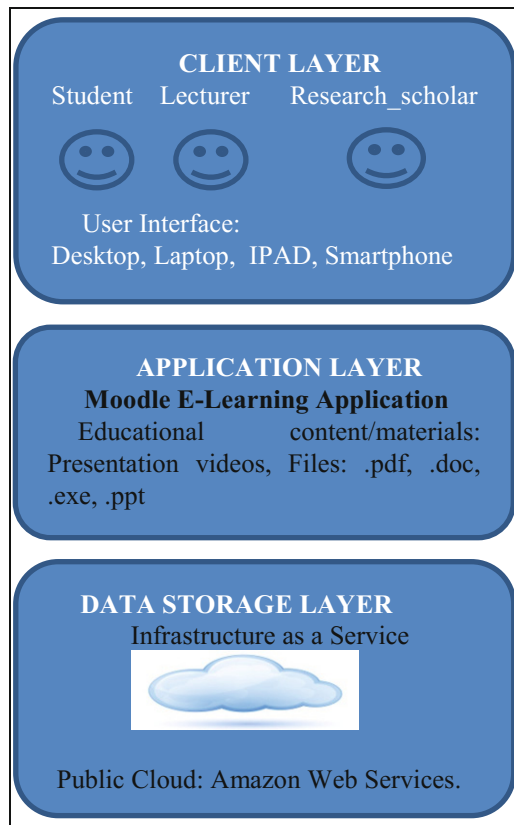 CLIENT LAYER
Student Lecturer Research_scholar
User Interface:
Desktop, Laptop, IPAD, Smartphone
APPLICATION LAYER
Moodle E-Learning Application
Educational content/materials:
Presentation videos, Files: .pdf, .doc,
.exe, .ppt
DATA STORAGE LAYER
Infrastructure as a Service
Public Cloud: Amazon Web Services.